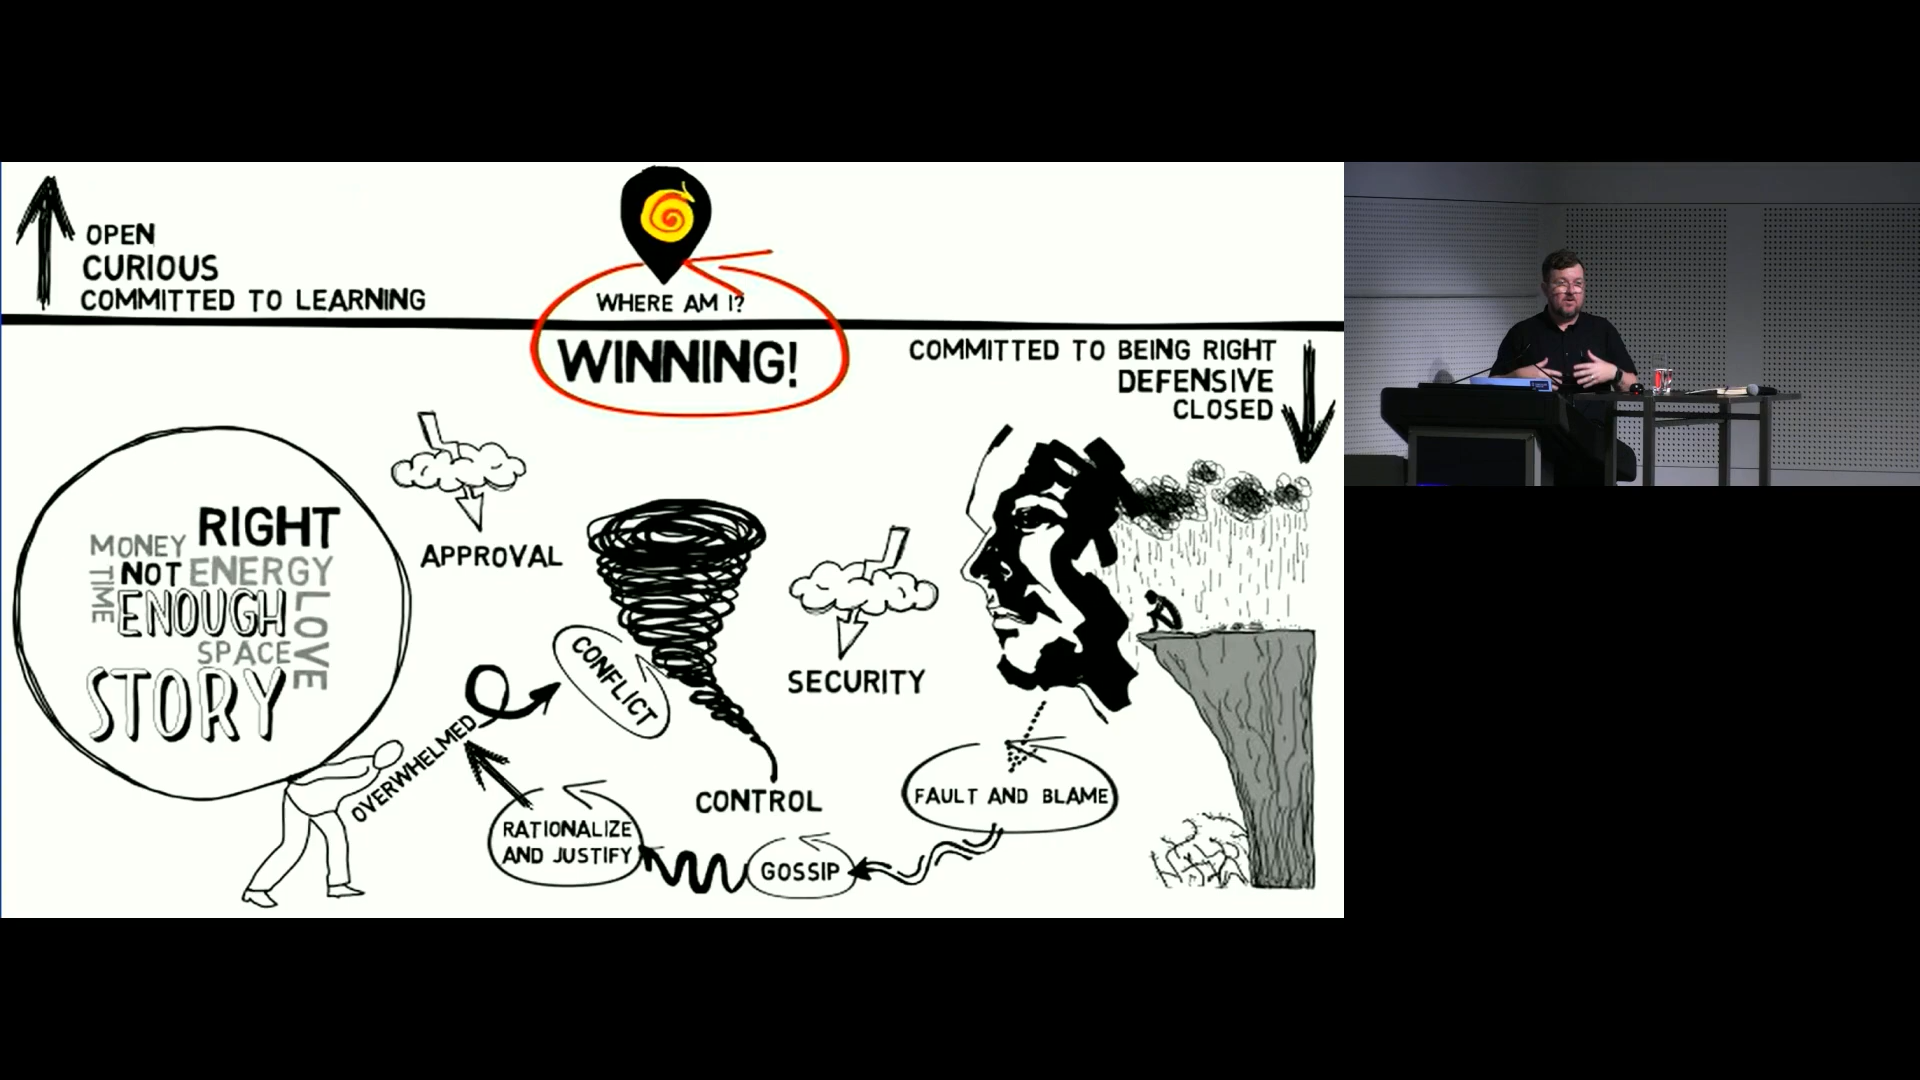 OPEN
CURIOUS
COMMITTED TO LEARNING
WHERE AM I?
WINNING!
COMMITTED TO BEING RIGHT
DEFENSIVE
CLOSED
APPROVAL
RIGHT
MONEY
TIME
NOT ENERGY
ENOUGH
LOVE
SPACE
STORY
CONFLICT
SECURITY
OVERWHELMED
CONTROL
FAULT AND BLAME
RATIONALIZE
AND JUSTIFY
GOSSIP